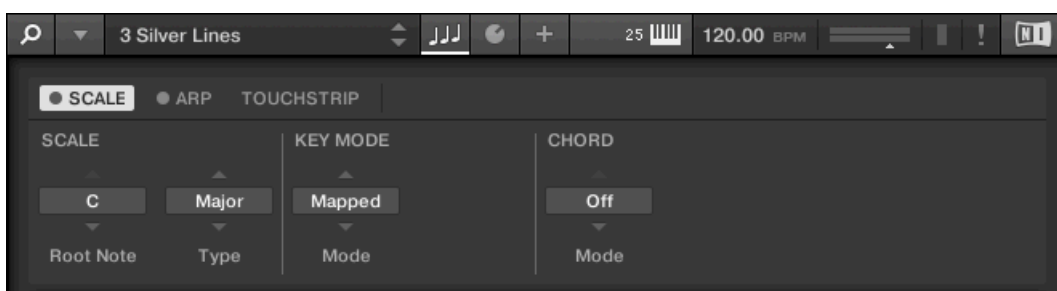 3 Silver Lines 25 120.00 BPM ! NI
SCALE ARP TOUCHSTRIP
SCALE KEY MODE CHORD
C Major Mapped Off
Root Note Type Mode Mode